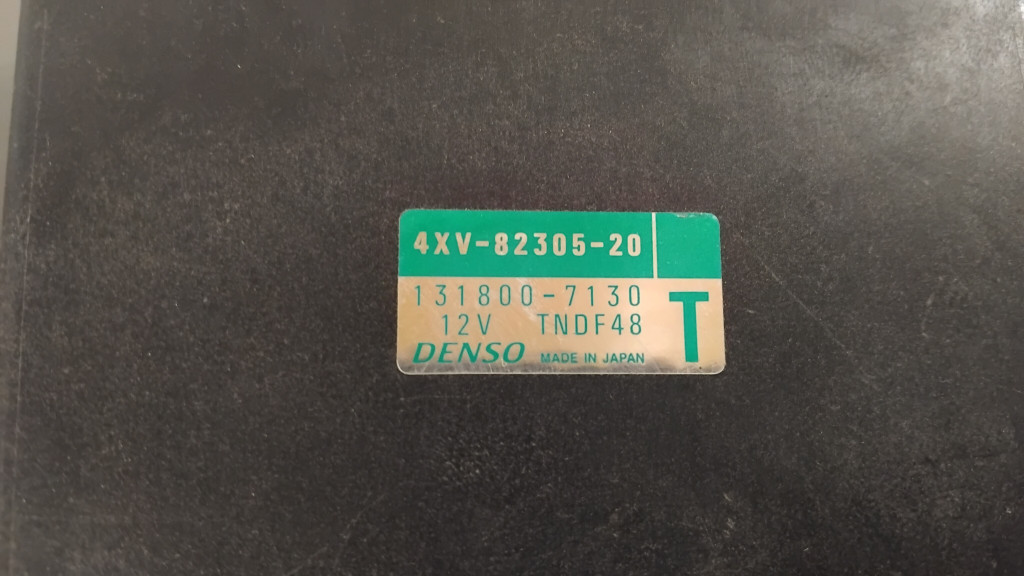 4XV-82305-20
131800-7130
12V TNDF48
T
DENSO MADE IN JAPAN